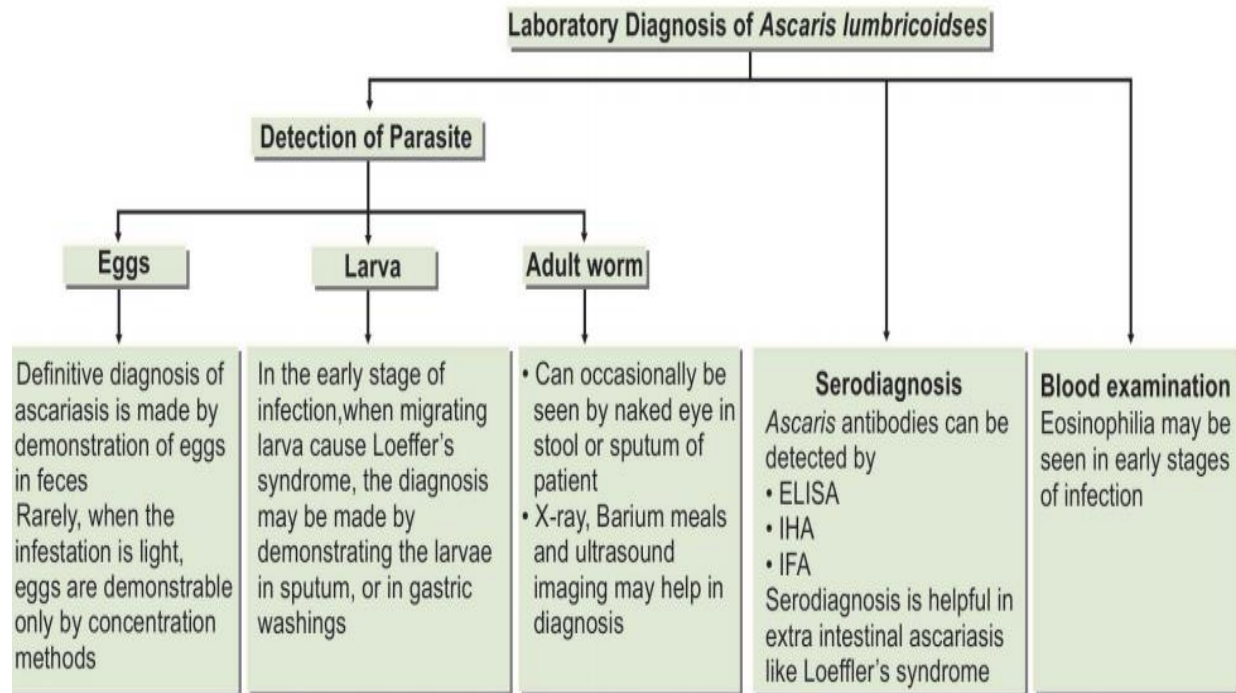 Laboratory Diagnosis of Ascaris lumbricoidses
Detection of Parasite
Eggs
Larva
Adult worm
Definitive diagnosis of
ascariasis is made by
demonstration of eggs
in feces
Rarely, when the
infestation is light,
eggs are demonstrable
only by concentration
methods
In the early stage of
infection,when migrating
larva cause Loeffer's
syndrome, the diagnosis
may be made by
demonstrating the larvae
in sputum, or in gastric
washings
• Can occasionally be
seen by naked eye in
stool or sputum of
patient
• X-ray, Barium meals
and ultrasound
imaging may help in
diagnosis
Serodiagnosis
Ascaris antibodies can be
detected by
• ELISA
• IHA
• IFA
Serodiagnosis is helpful in
extra intestinal ascariasis
like Loeffler's syndrome
Blood examination
Eosinophilia may be
seen in early stages
of infection